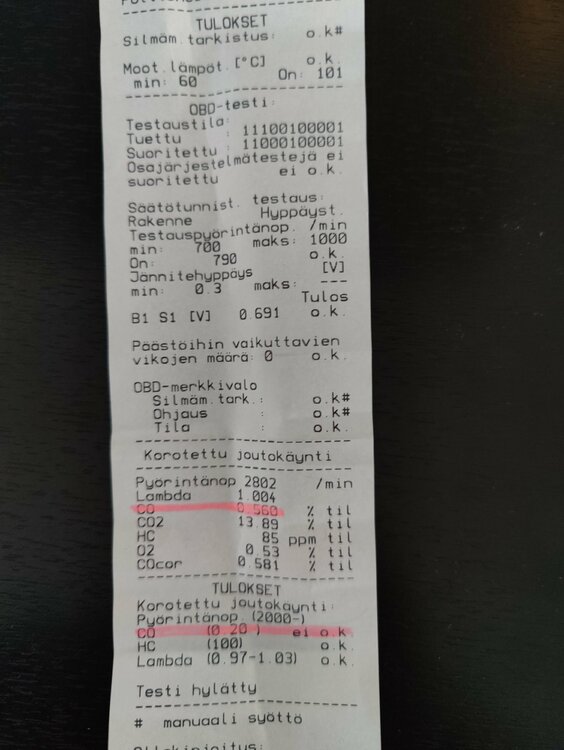 TULOKSET
Silmäm.tarkistus: o.k#
Moot.lämpöt.[°C] o.k.
min: 60 On: 101
OBD-testi:
Testaustila:
Tuettu : 11100100001
Suoritettu : 11000100001
Osajärjestelmätestejä ei
suoritettu ei o.k.
Säätötunnist. testaus:
Rakenne Hyppäyst.
Testauspyörintänop. /min
min: 700 maks: 1000
On: 790 o.k.
Jännitehyppäys [V]
min: 0.3 maks: ---
Tulos
B1 S1 [V] 0.691 o.k.
Päästöihin vaikuttavien
vikojen määrä: 0 o.k.
OBD-merkkivalo
Silmäm.tark.: o.k#
Ohjaus : o.k#
Tila : o.k.
Korotettu joutokäynti
Pyörintänop 2802 /min
Lambda 1.004
CO 0.560 % til
CO2 13.89 % til
HC 85 ppm til
O2 0.53 % til
COcor 0.581 % til
TULOKSET
Korotettu joutokäynti:
Pyörintänop.(2000-)
CO (0.20 ) ei o.k.
HC (100) o.k.
Lambda (0.97-1.03) o.k.
Testi hylätty
# manuaali syöttö